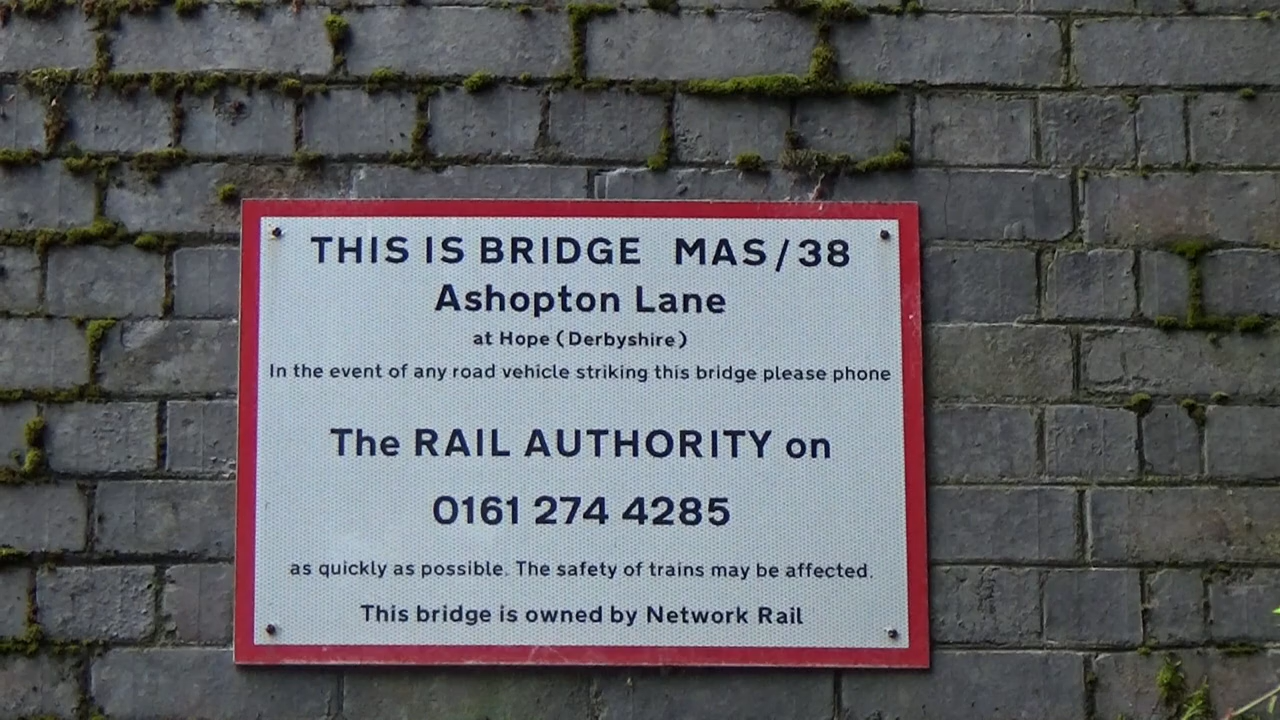 THIS IS BRIDGE MAS/38
Ashopton Lane
at Hope (Derbyshire)
In the event of any road vehicle striking this bridge please phone
The RAIL AUTHORITY on
0161 274 4285
as quickly as possible. The safety of trains may be affected.
This bridge is owned by Network Rail